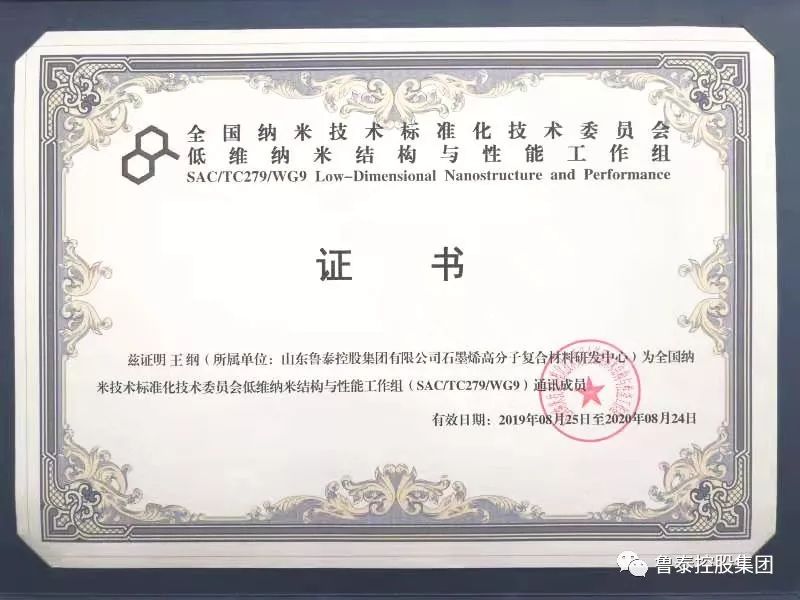 全国纳米技术标准化技术委员会
低维纳米结构与性能工作组
SAC/TC279/WG9 Low-Dimensional Nanostructure and Performance
证书
兹证明 王纲（所属单位：山东鲁泰控股集团有限公司石墨烯高分子复合材料研发中心）为全国纳
米技术标准化技术委员会低维纳米结构与性能工作组（SAC/TC279/WG9）通讯成员
有效日期：2019年08月25日至2020年08月24日
鲁泰控股集团